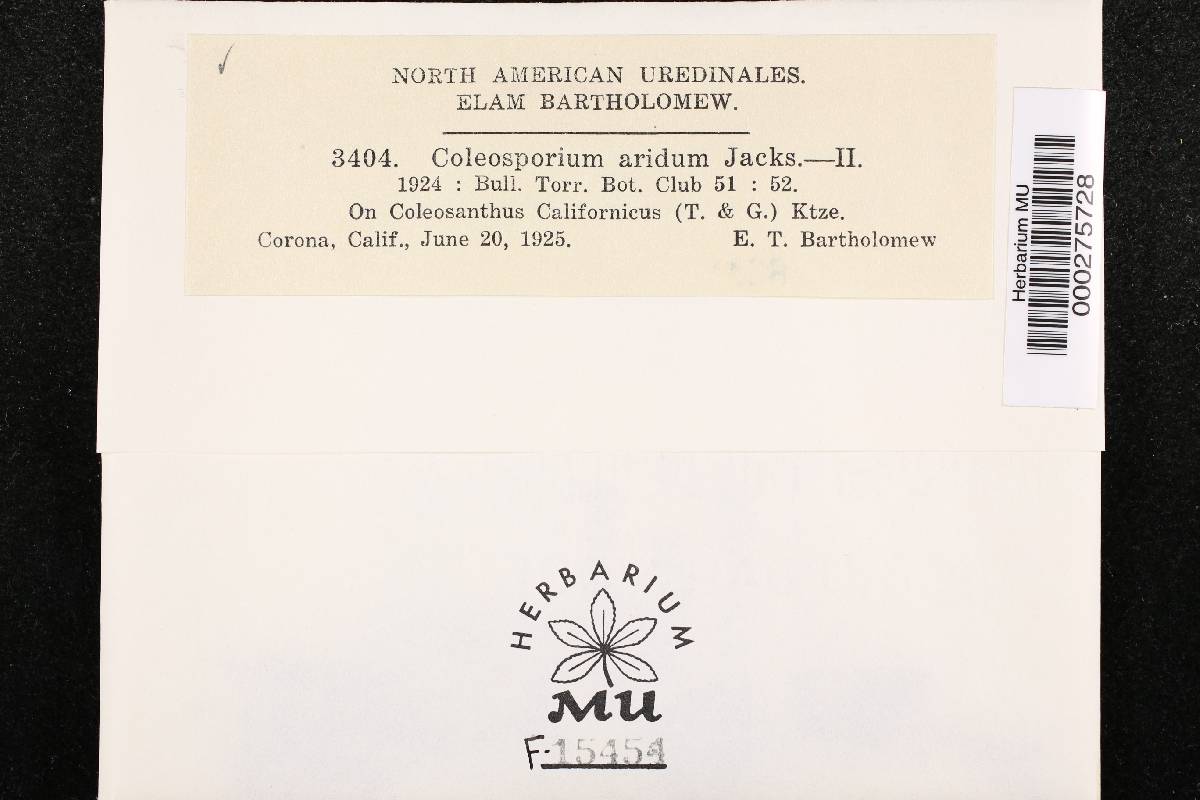 NORTH AMERICAN UREDINALES.
ELAM BARTHOLOMEW.
3404. Coleosporium aridum Jacks.—II.
1924 : Bull. Torr. Bot. Club 51 : 52.
On Coleosanthus Californicus (T. & G.) Ktze.
Corona, Calif., June 20, 1925. E. T. Bartholomew
Herbarium MU
000275728
HERBARIUM
MU
F-15454